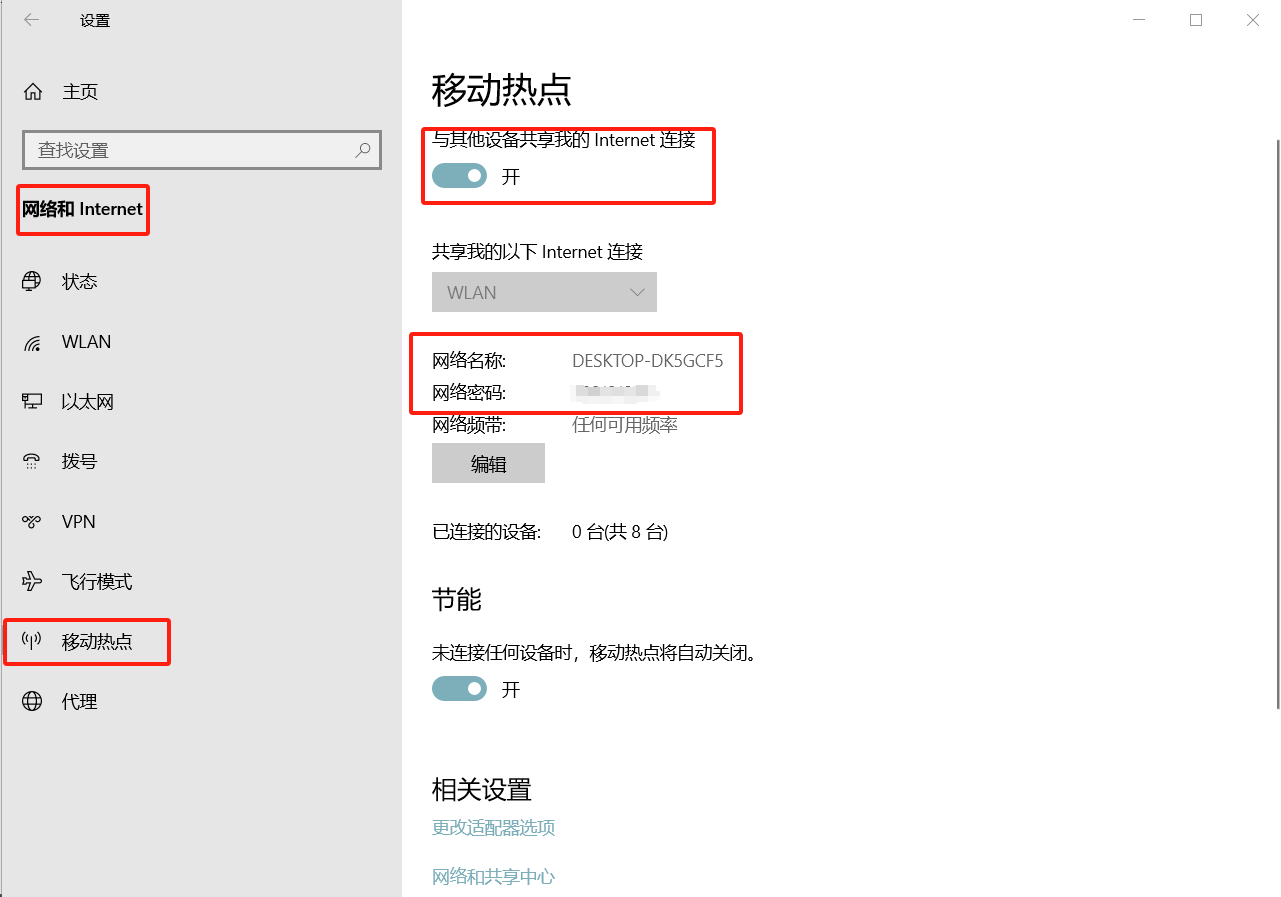 设置
主页
查找设置
网络和 Internet
状态
WLAN
以太网
拨号
VPN
飞行模式
移动热点
代理
移动热点
与其他设备共享我的 Internet 连接
开
共享我的以下 Internet 连接
WLAN
网络名称: DESKTOP-DK5GCF5
网络密码:
网络频带: 任何可用频率
编辑
已连接的设备: 0 台(共 8 台)
节能
未连接任何设备时，移动热点将自动关闭。
开
相关设置
更改适配器选项
网络和共享中心